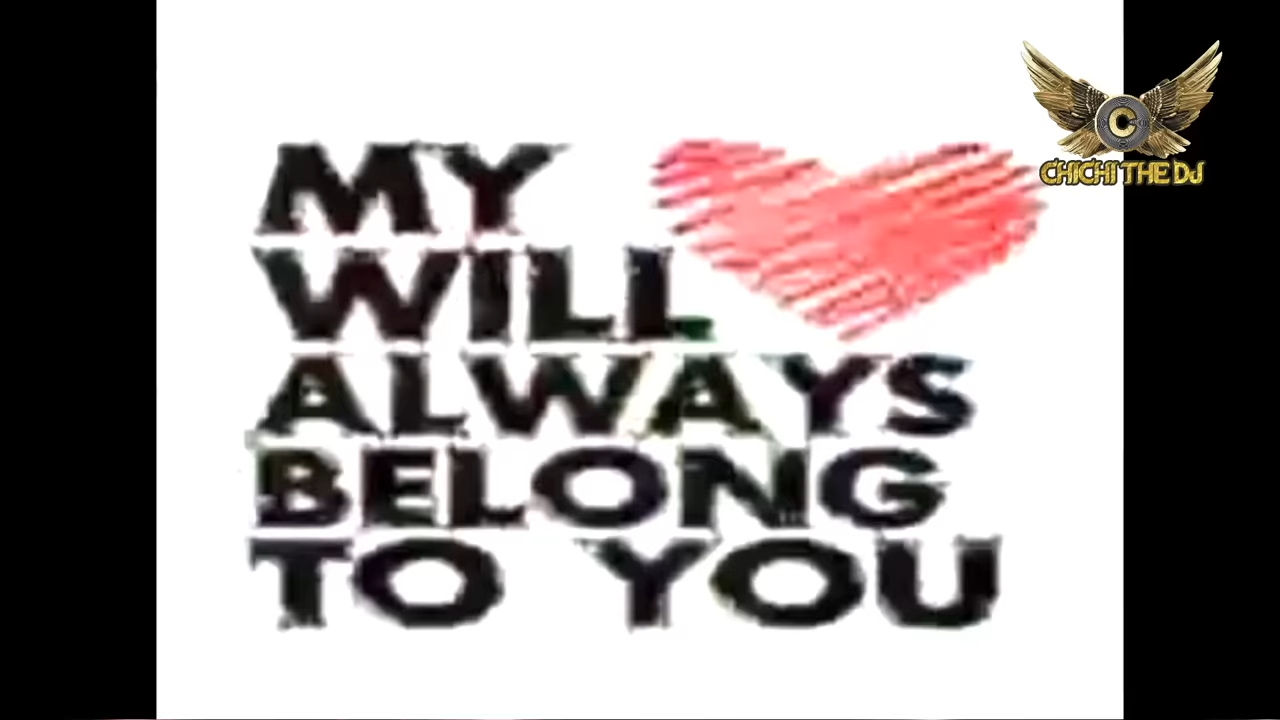 MY
WILL
ALWAYS
BELONG
TO YOU
C
CHICHI THE DJ